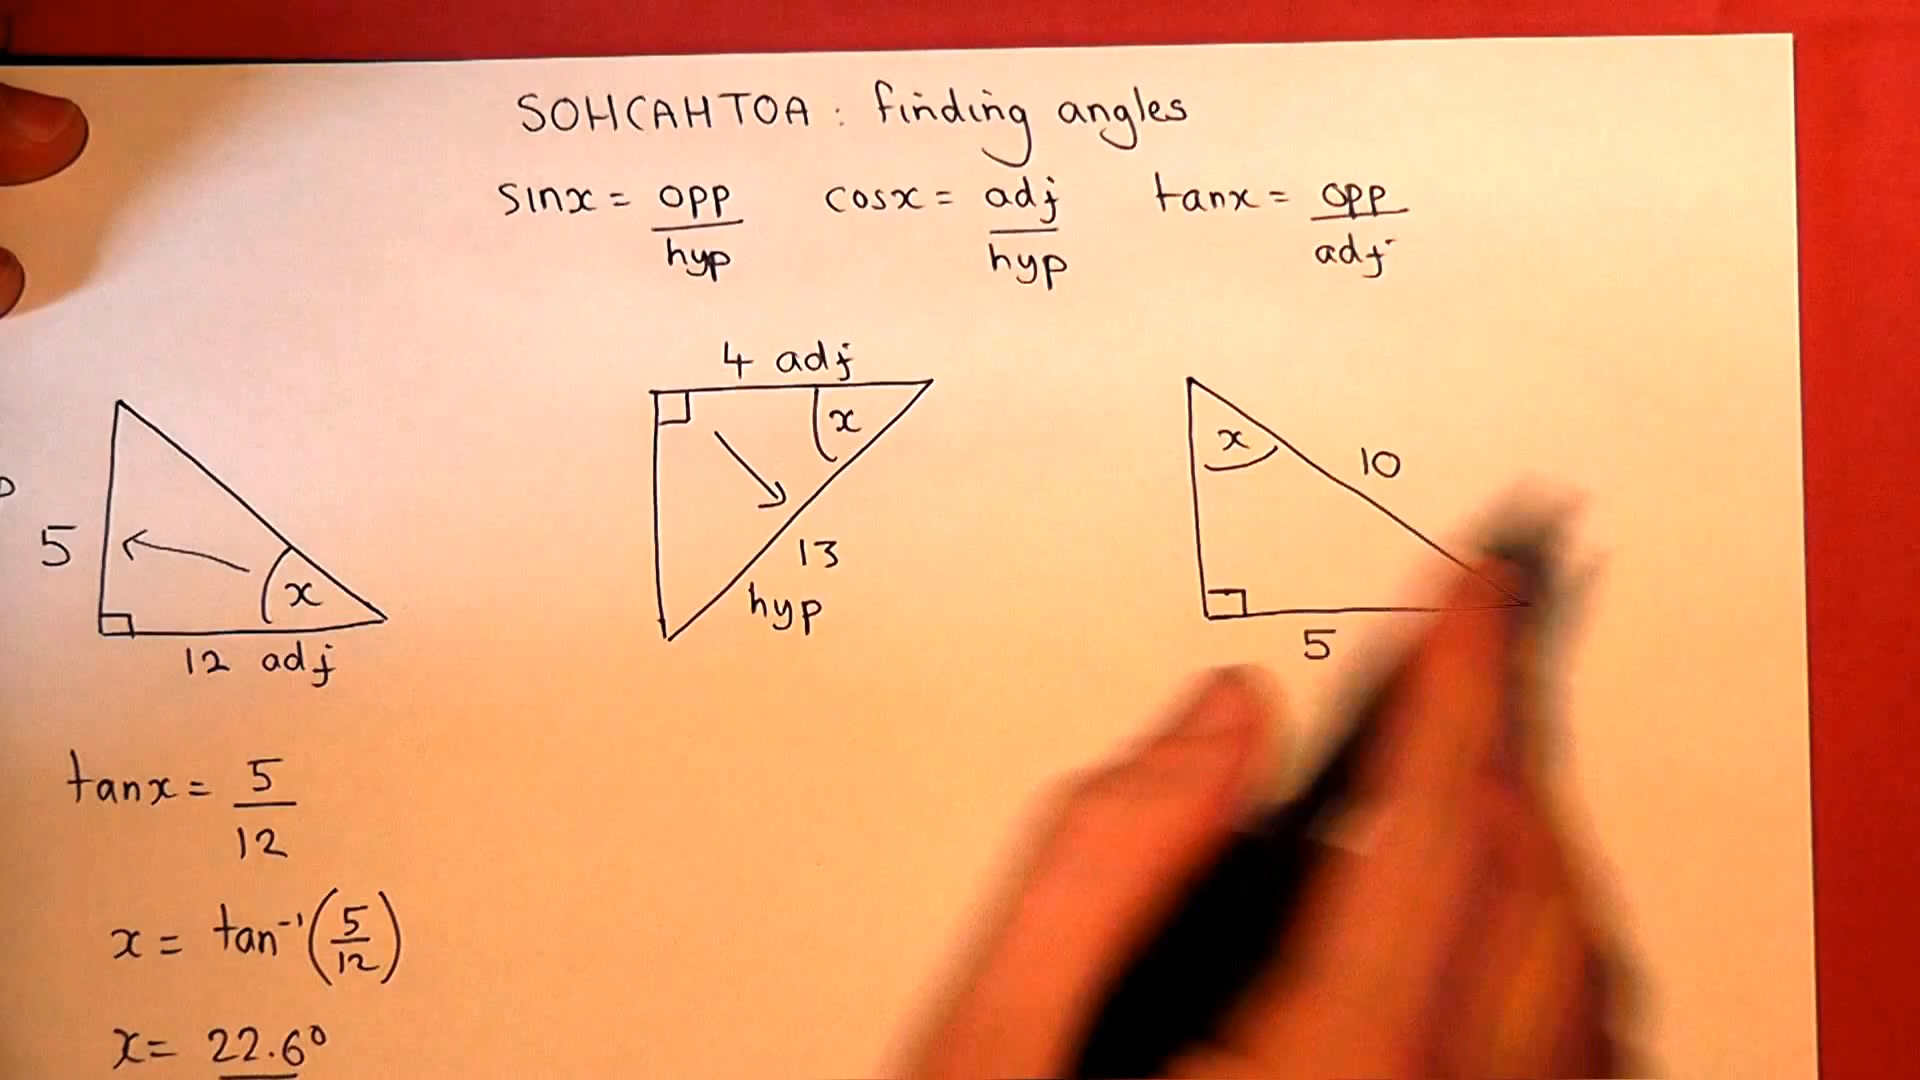 SOHCAHTOA : finding angles
sinx = opp/hyp cosx = adj/hyp tanx = opp/adj
5
x
12 adj
4 adj
x
13
hyp
x
10
5
tanx = 5/12
x = tan⁻¹(5/12)
x = 22.6°